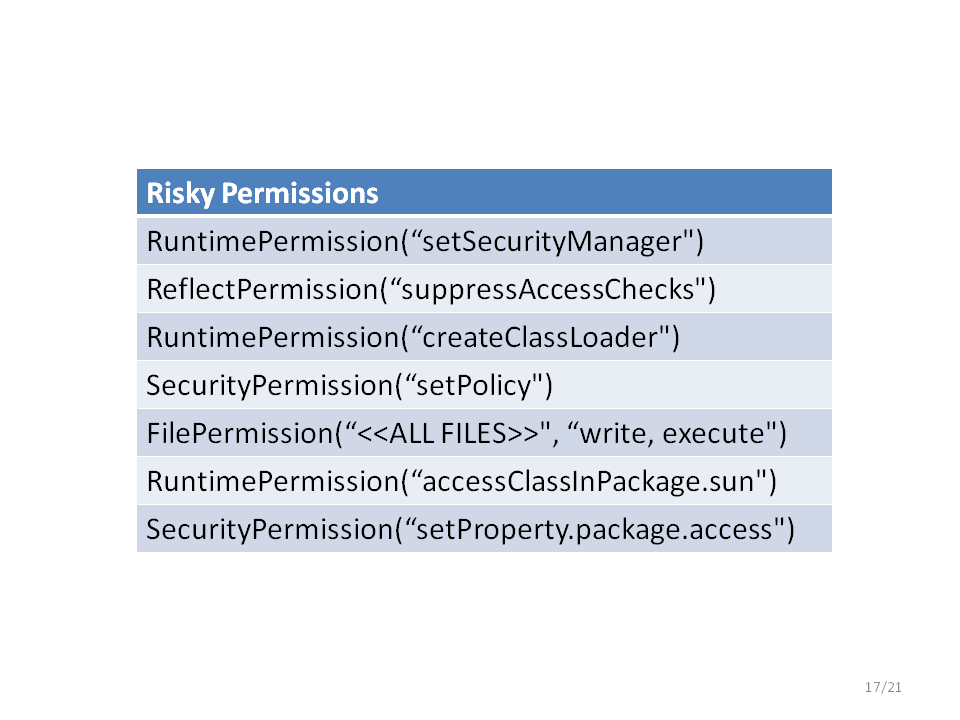 Risky Permissions
RuntimePermission(“setSecurityManager")
ReflectPermission(“suppressAccessChecks")
RuntimePermission(“createClassLoader")
SecurityPermission(“setPolicy")
FilePermission(“<<ALL FILES>>", “write, execute")
RuntimePermission(“accessClassInPackage.sun")
SecurityPermission(“setProperty.package.access")
17/21